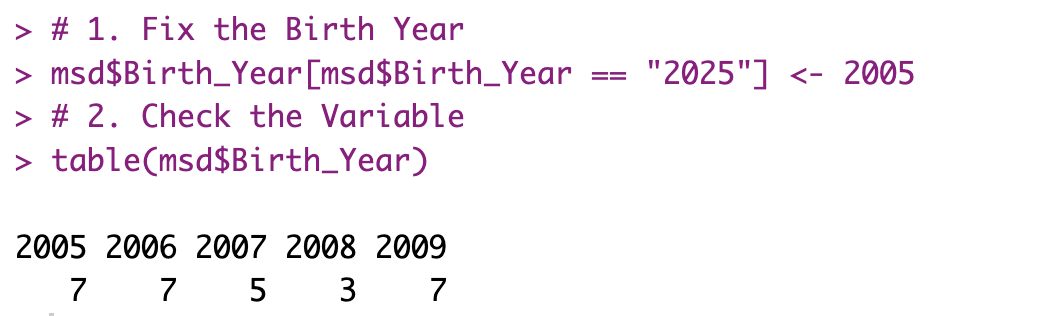 > # 1. Fix the Birth Year
> msd$Birth_Year[msd$Birth_Year == "2025"] <- 2005
> # 2. Check the Variable
> table(msd$Birth_Year)
2005 2006 2007 2008 2009
7 7 5 3 7